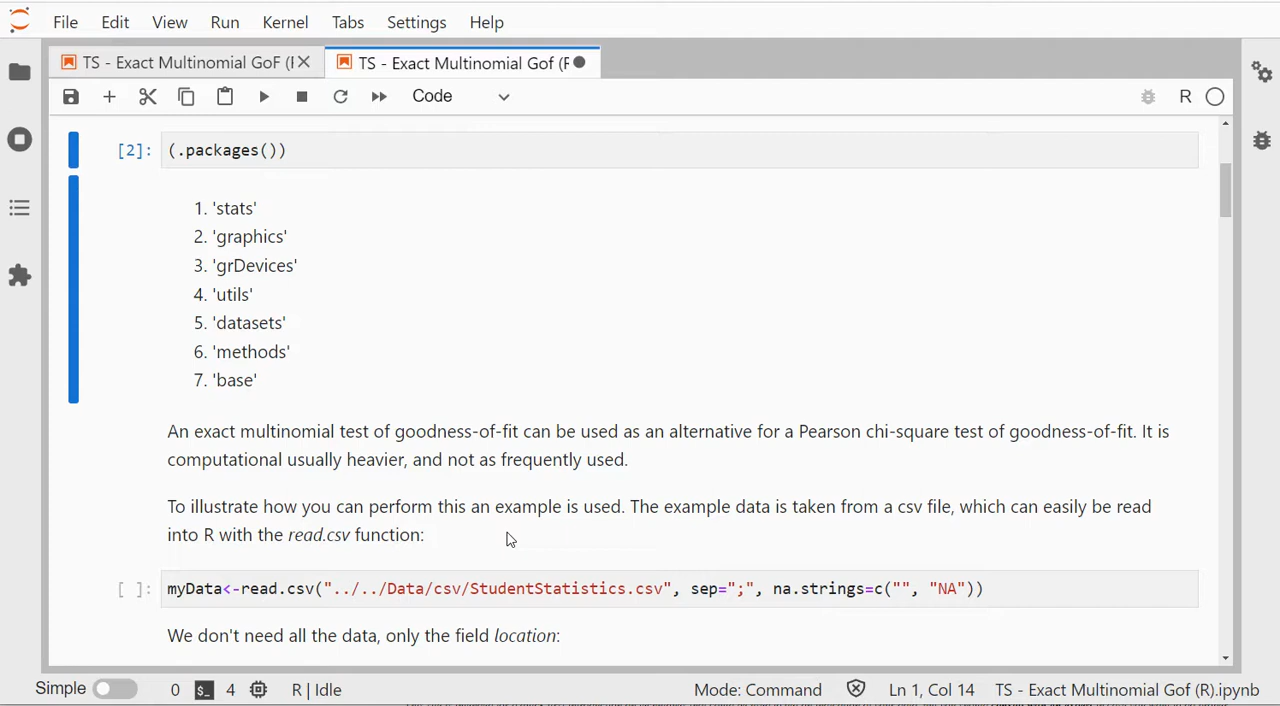 File Edit View Run Kernel Tabs Settings Help
TS - Exact Multinomial GoF (I
TS - Exact Multinomial Gof (F
Code
R
[2]: (.packages())
1. 'stats'
2. 'graphics'
3. 'grDevices'
4. 'utils'
5. 'datasets'
6. 'methods'
7. 'base'
An exact multinomial test of goodness-of-fit can be used as an alternative for a Pearson chi-square test of goodness-of-fit. It is
computational usually heavier, and not as frequently used.
To illustrate how you can perform this an example is used. The example data is taken from a csv file, which can easily be read
into R with the read.csv function:
[ ]: myData<-read.csv("../../Data/csv/StudentStatistics.csv", sep=";", na.strings=c("", "NA"))
We don't need all the data, only the field location:
Simple 0 4 R | Idle Mode: Command Ln 1, Col 14 TS - Exact Multinomial Gof (R).ipynb